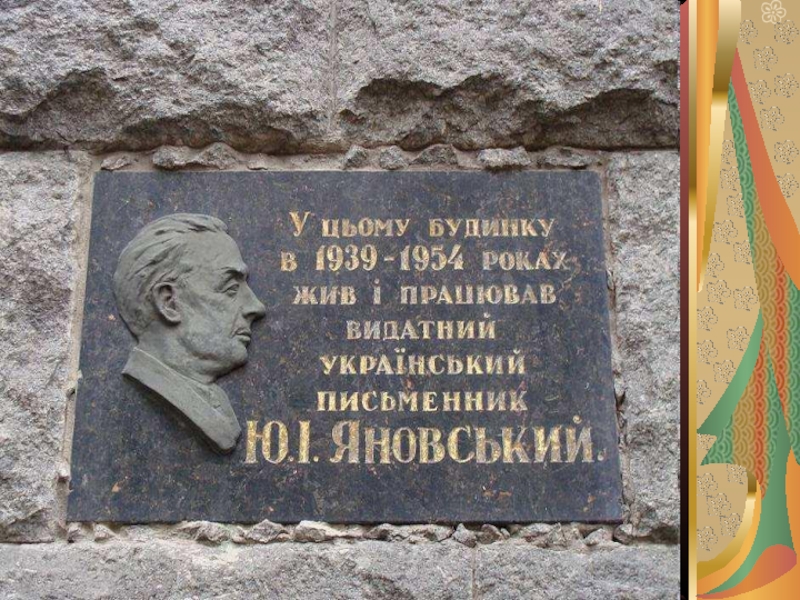 У цьому будинку
в 1939-1954 роках
жив і працював
видатний
український
письменник
Ю.І. Яновський.